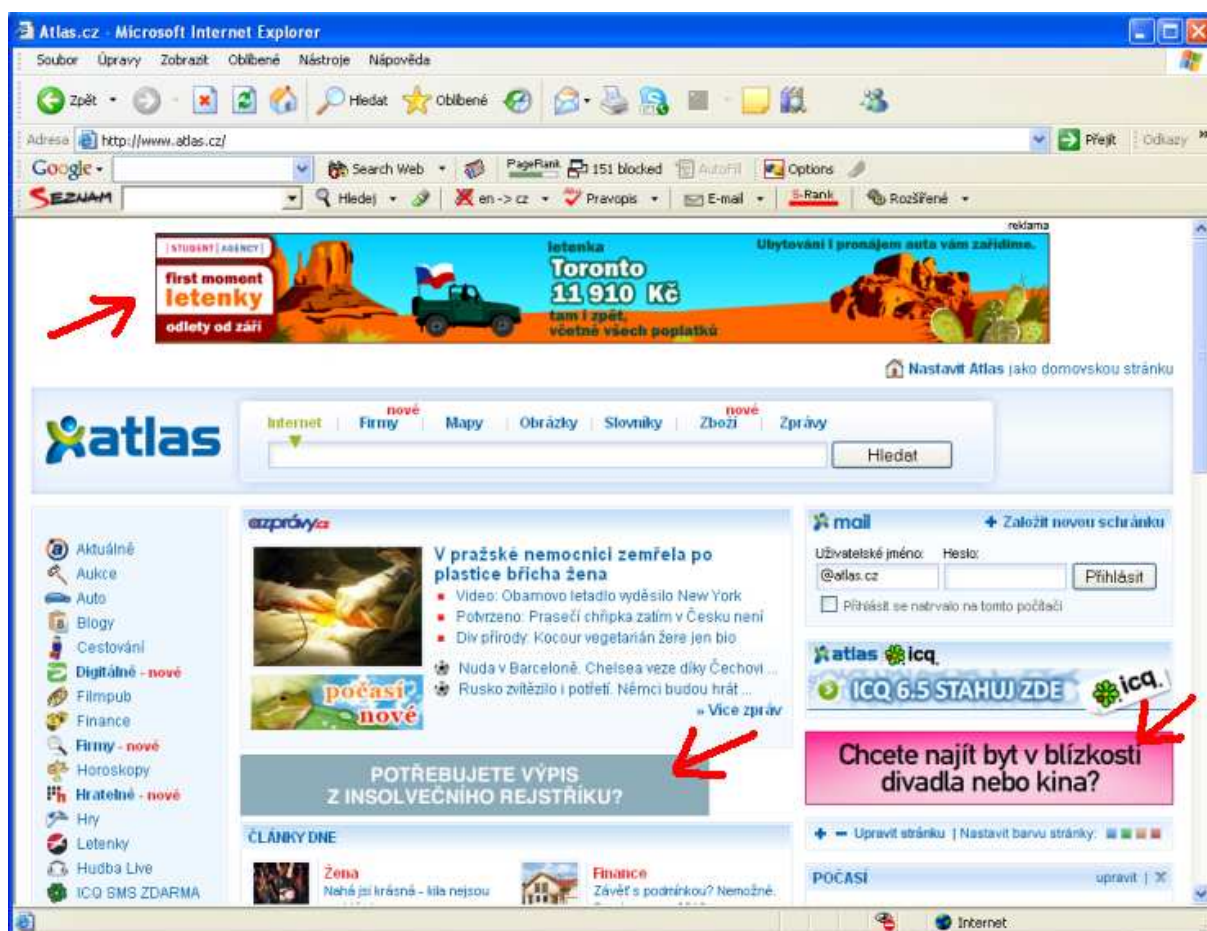 Atlas.cz - Microsoft Internet Explorer
Soubor Úpravy Zobrazit Oblíbené Nástroje Nápověda
Zpět Hledat Oblíbené
Adresa http://www.atlas.cz/ Přejít Odkazy »
Google Search Web PageRank 151 blocked AutoFill Options
SEZNAM Hledej en -> cz Pravopis E-mail S-Rank Rozšířené
reklama
STUDENT AGENCY
first moment
letenky
odlety od září
letenka
Toronto
11 910 Kč
tam i zpět,
včetně všech poplatků
Ubytování i pronájem auta vám zařídíme.
Nastavit Atlas jako domovskou stránku
atlas
nové nové
Internet | Firmy | Mapy | Obrázky | Slovníky | Zboží | Zprávy
Hledat
Aktuálně
Aukce
Auto
Blogy
Cestování
Digitálně - nové
Filmpub
Finance
Firmy - nové
Horoskopy
Hratelné - nové
Hry
Letenky
Hudba Live
ICQ SMS ZDARMA
azprávy.cz
V pražské nemocnici zemřela po
plastice břicha žena
Video: Obamovo letadlo vyděsilo New York
Potvrzeno: Prasečí chřipka zatím v Česku není
Div přírody: Kocour vegetarián žere jen bio
Nuda v Barceloně. Chelsea veze díky Čechovi ...
Rusko zvítězilo i potřetí. Němci budou hrát ...
» Více zpráv
počasí
nové
POTŘEBUJETE VÝPIS
Z INSOLVEČNÍHO REJSTŘÍKU?
ČLÁNKY DNE
Žena
Nahá jsi krásná - kila nejsou
Finance
Závěť s podmínkou? Nemožné.
mail + Založit novou schránku
Uživatelské jméno: Heslo:
@atlas.cz Přihlásit
Přihlásit se natrvalo na tomto počítači
atlas icq
ICQ 6.5 STAHUJ ZDE icq
Chcete najít byt v blízkosti
divadla nebo kina?
+ − Upravit stránku | Nastavit barvu stránky:
POČASÍ upravit | X
Internet